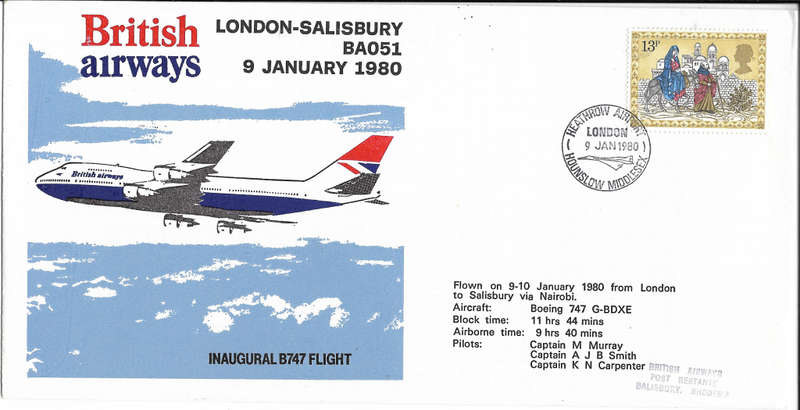 British
airways
LONDON-SALISBURY
BA051
9 JANUARY 1980
British airways
INAUGURAL B747 FLIGHT
13P
HEATHROW AIRPORT
LONDON
9 JAN 1980
HOUNSLOW MIDDLESEX
Flown on 9-10 January 1980 from London
to Salisbury via Nairobi.
Aircraft: Boeing 747 G-BDXE
Block time: 11 hrs 44 mins
Airborne time: 9 hrs 40 mins
Pilots: Captain M Murray
Captain A J B Smith
Captain K N Carpenter
BRITISH AIRWAYS
POST RESTANTE
SALISBURY. RHODESIA